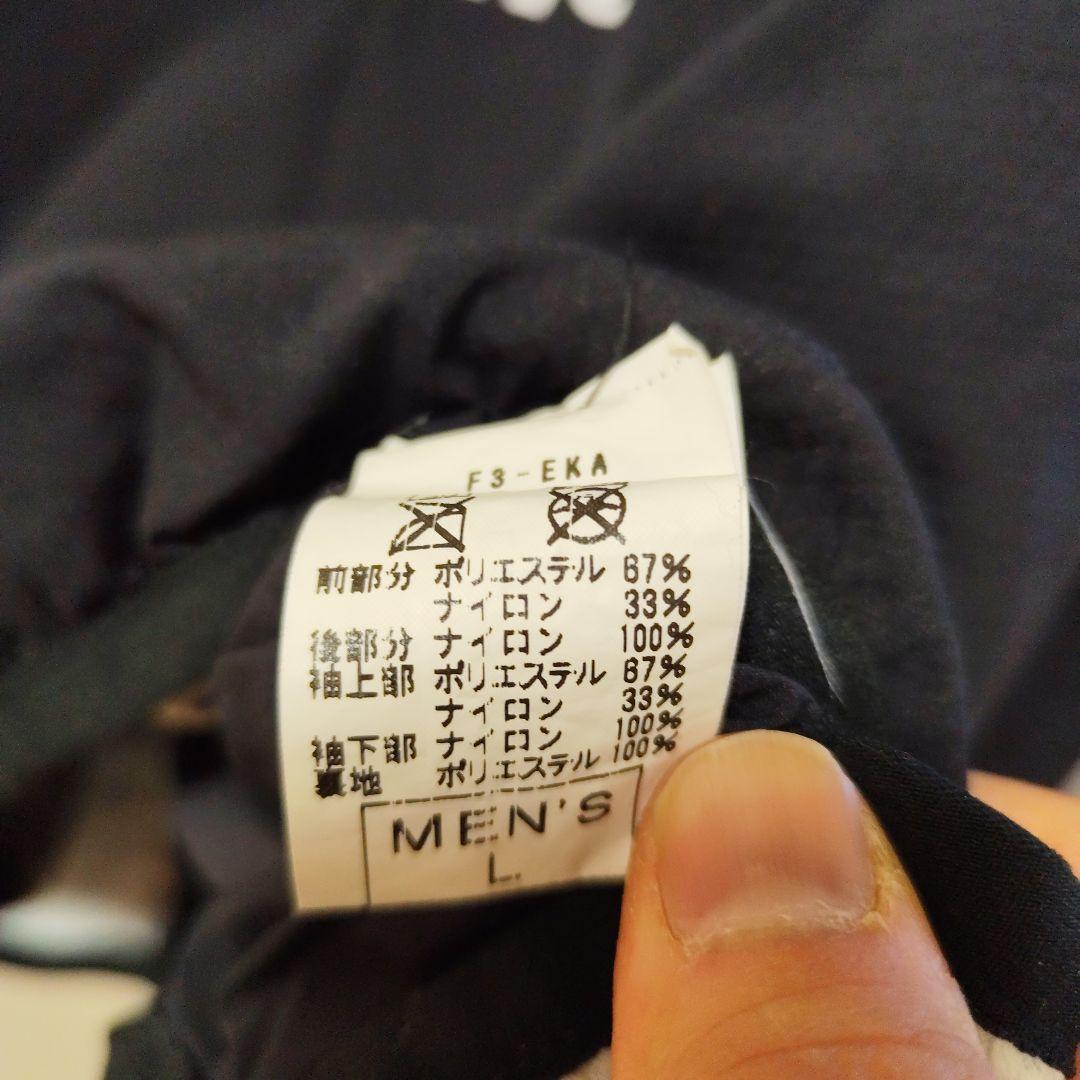 F3-EKA
前部分 ポリエステル 67%
ナイロン 33%
後部分 ナイロン 100%
袖上部 ポリエステル 67%
ナイロン 33%
袖下部 ナイロン 100%
裏地 ポリエステル 100%
MEN'S
L